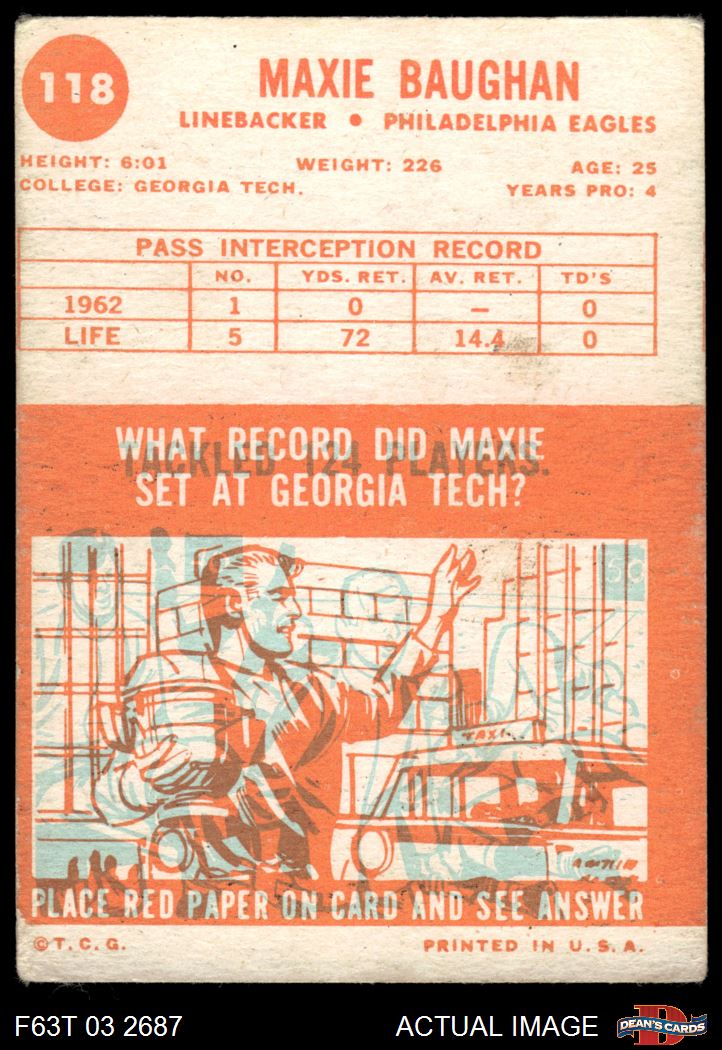 118
MAXIE BAUGHAN
LINEBACKER • PHILADELPHIA EAGLES
HEIGHT: 6:01 WEIGHT: 226 AGE: 25
COLLEGE: GEORGIA TECH. YEARS PRO: 4
PASS INTERCEPTION RECORD
NO. YDS. RET. AV. RET. TD'S
1962 1 0 — 0
LIFE 5 72 14.4 0
WHAT RECORD DID MAXIE
TACKLED 124 PLAYERS.
SET AT GEORGIA TECH?
50
TAXI
PLACE RED PAPER ON CARD AND SEE ANSWER
©T.C.G. PRINTED IN U.S.A.
F63T 03 2687 ACTUAL IMAGE D DEAN'S CARDS